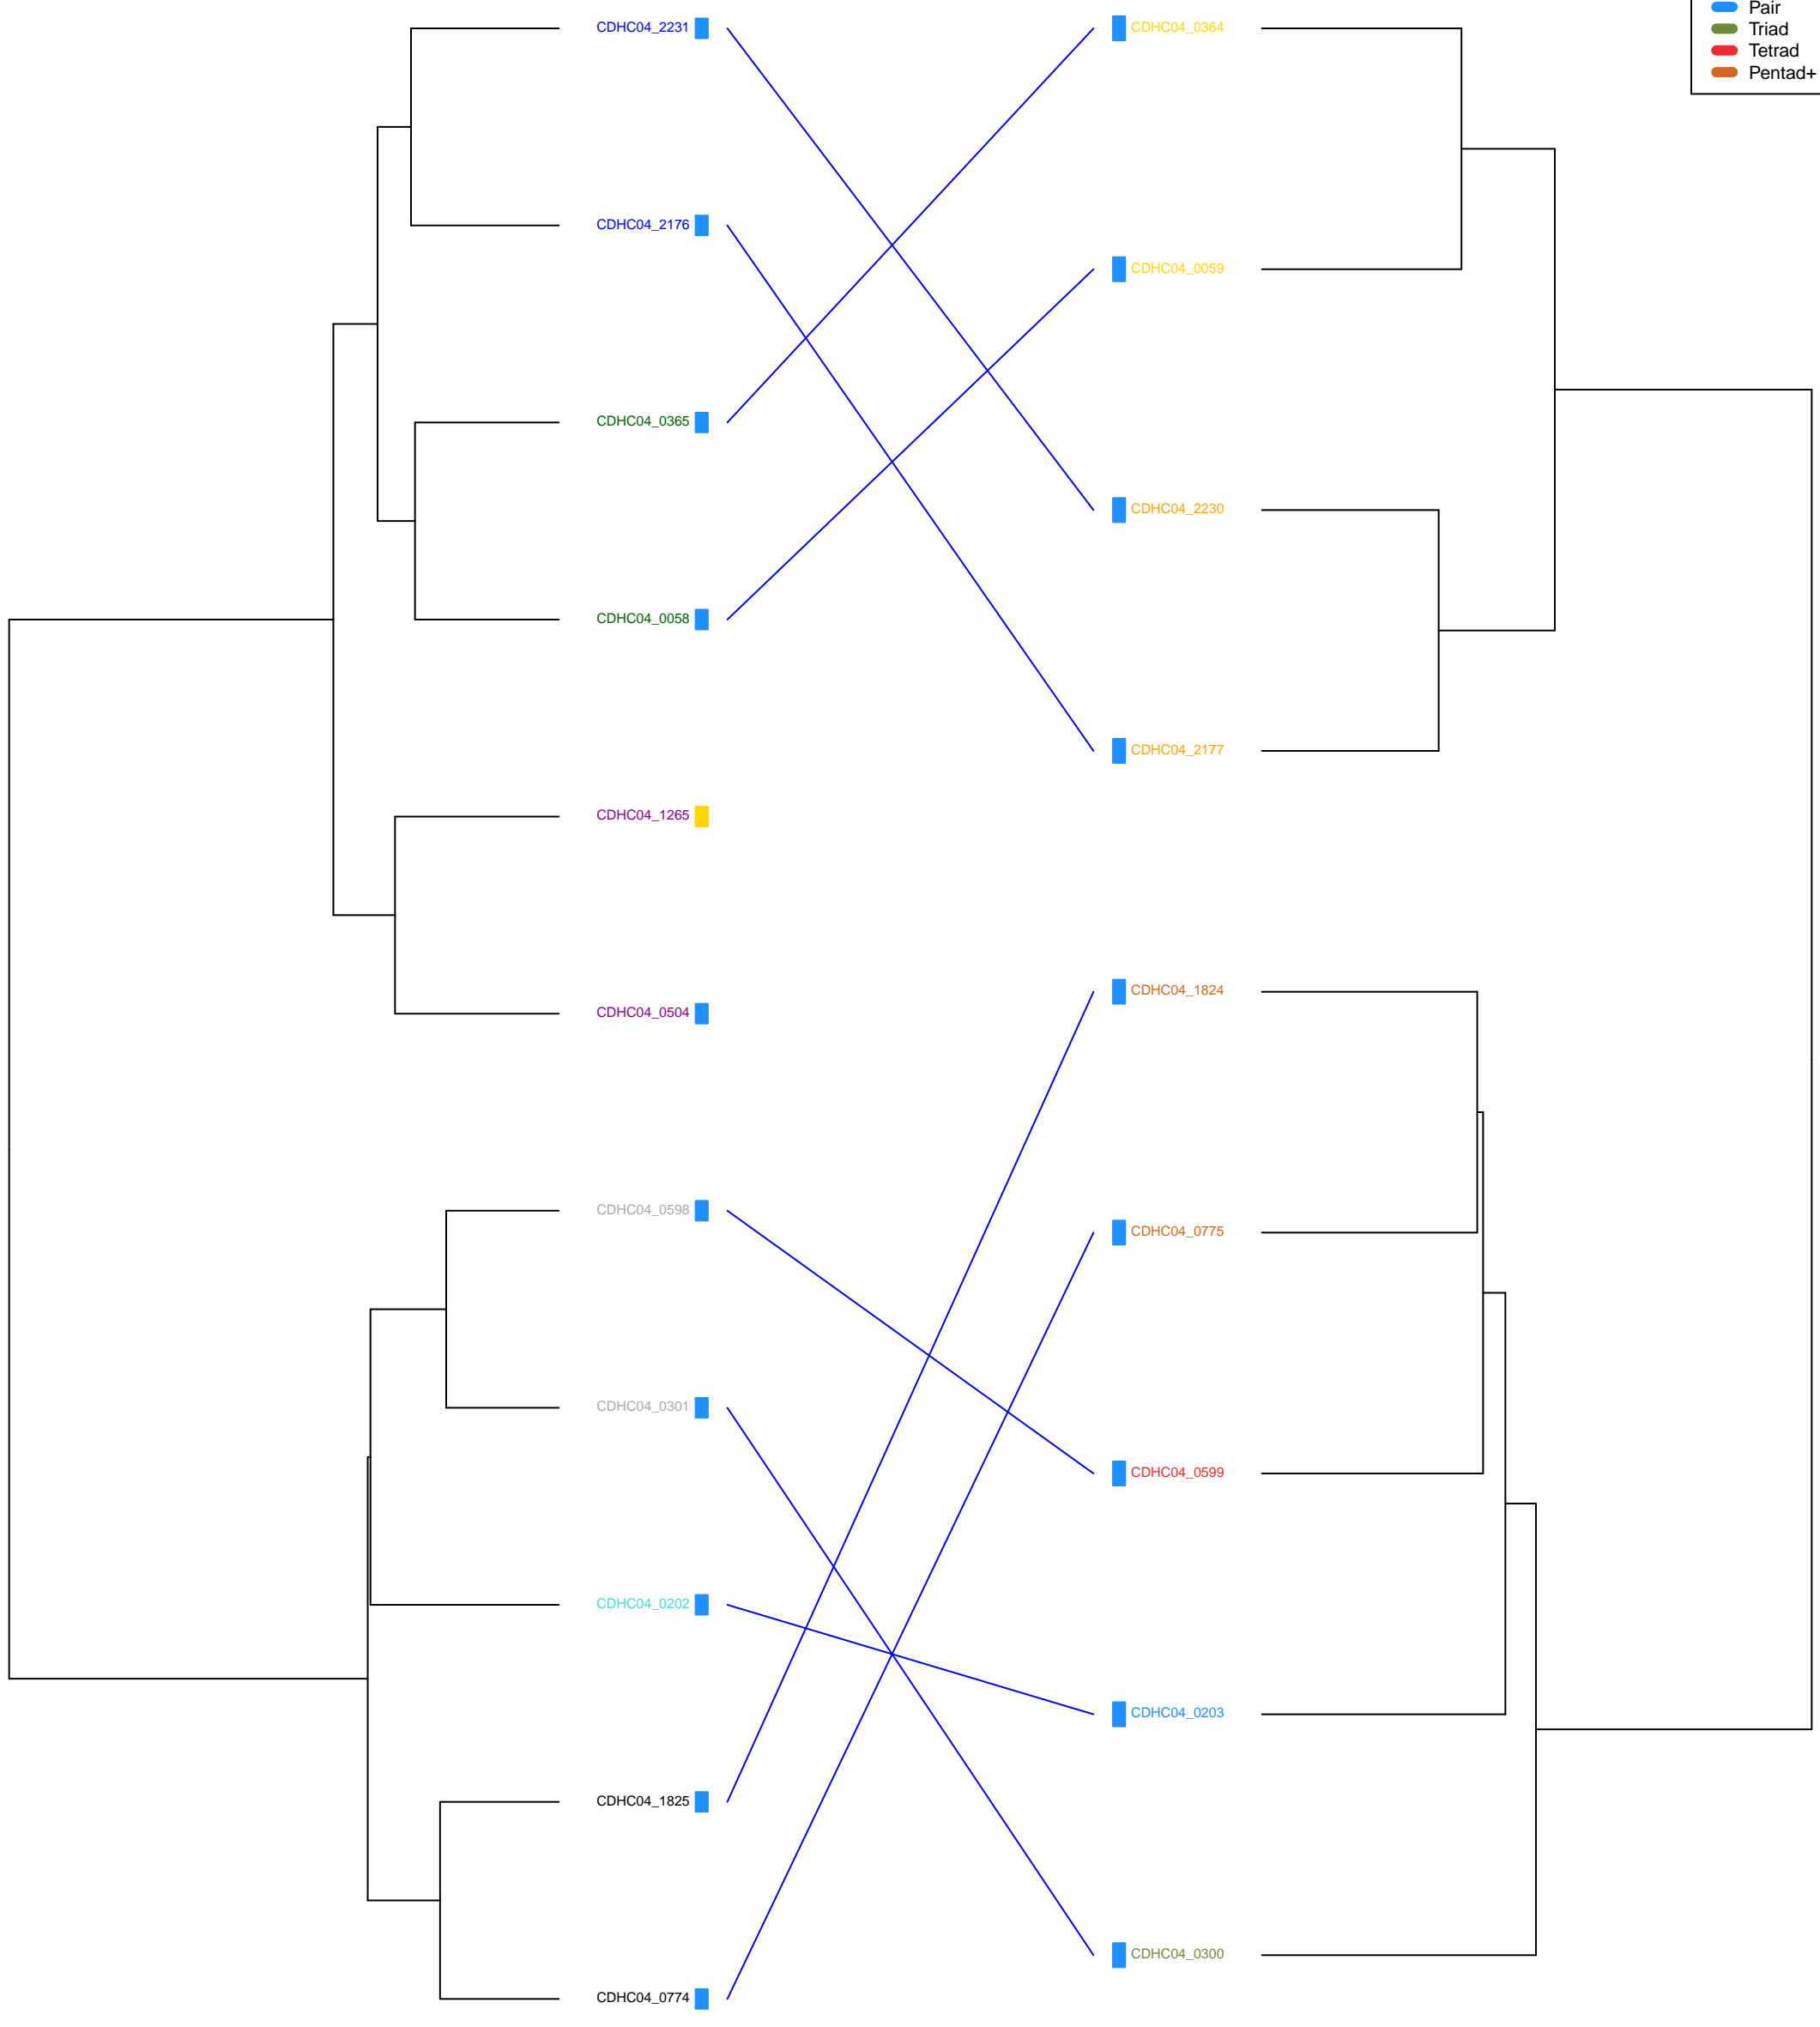 Pair
Triad
Tetrad
Pentad+
CDHC04_2231
CDHC04_2176
CDHC04_0365
CDHC04_0058
CDHC04_1265
CDHC04_0504
CDHC04_0598
CDHC04_0301
CDHC04_0202
CDHC04_1825
CDHC04_0774
CDHC04_0364
CDHC04_0059
CDHC04_2230
CDHC04_2177
CDHC04_1824
CDHC04_0775
CDHC04_0599
CDHC04_0203
CDHC04_0300